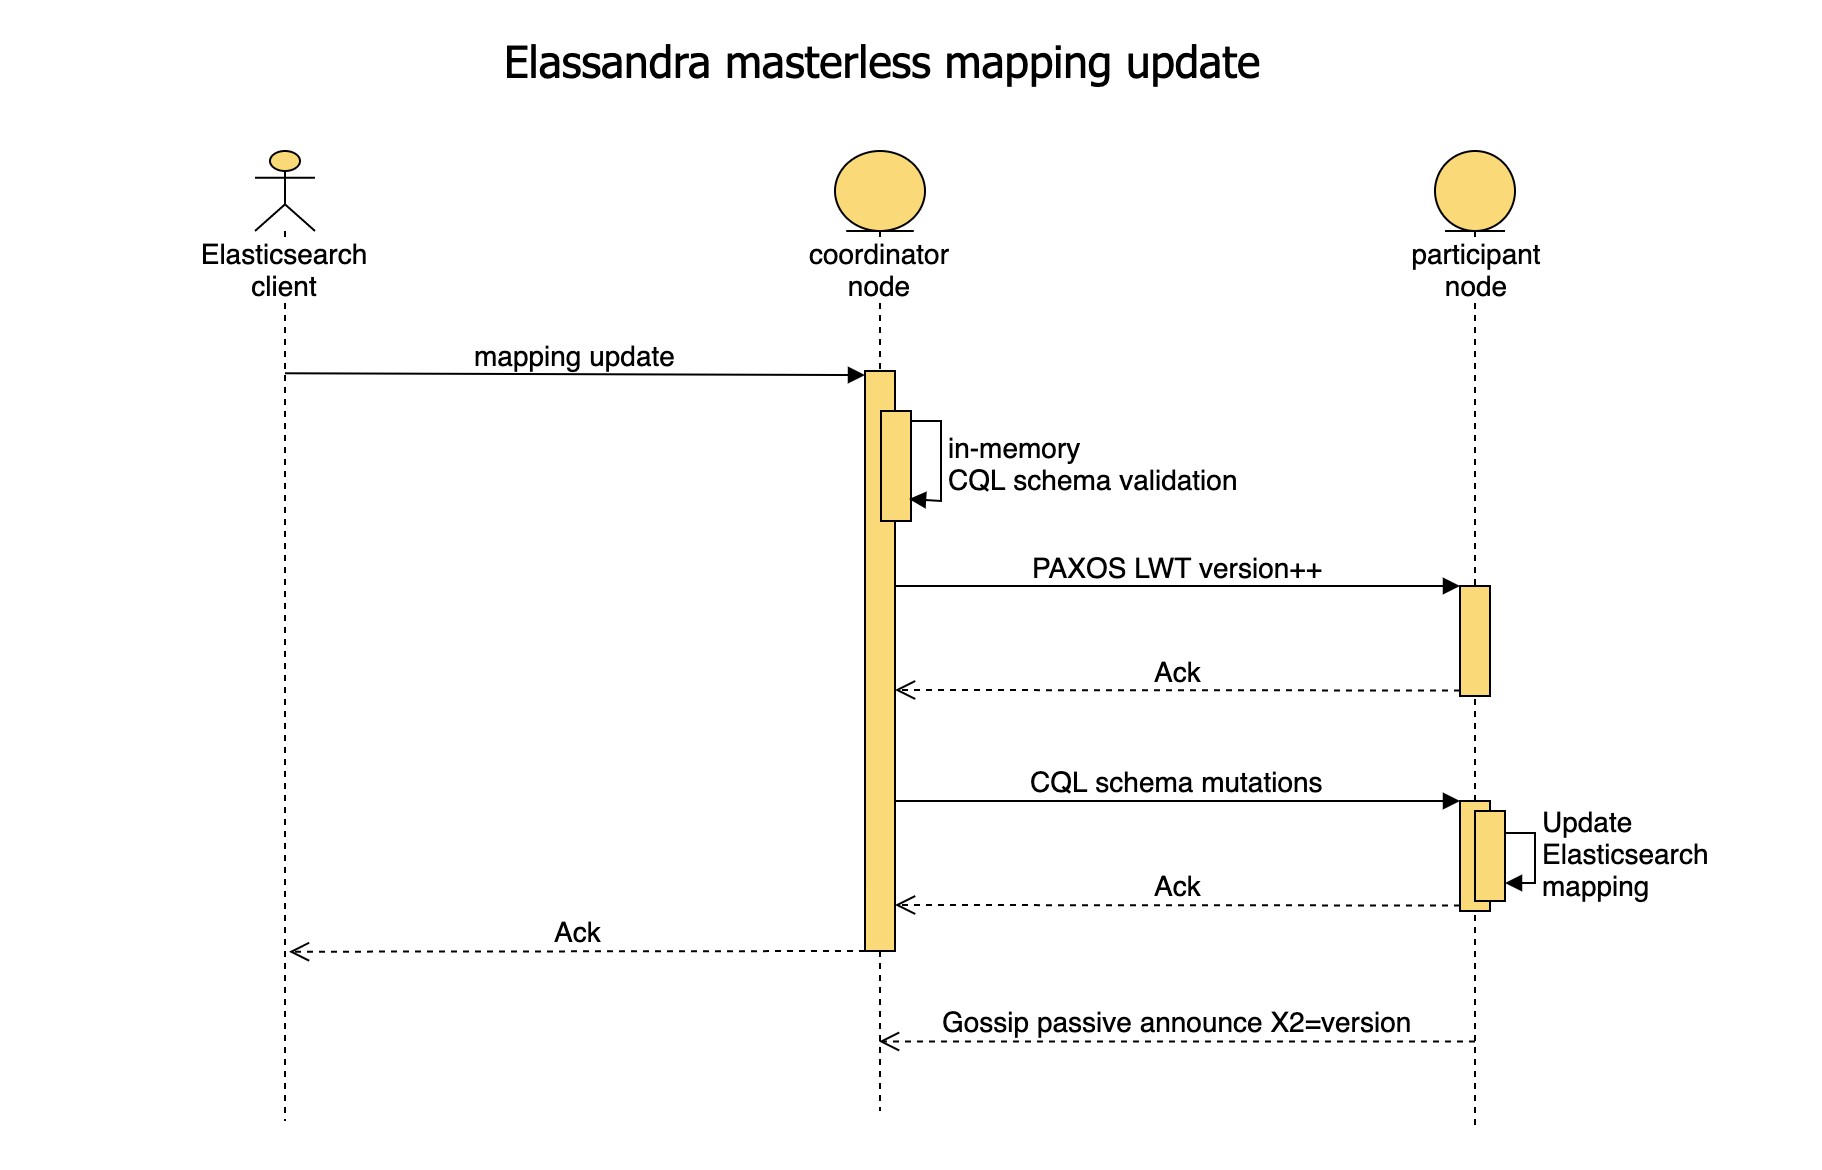 Elassandra masterless mapping update
Elasticsearch
client
coordinator
node
participant
node
mapping update
in-memory
CQL schema validation
PAXOS LWT version++
Ack
CQL schema mutations
Update
Elasticsearch
mapping
Ack
Ack
Gossip passive announce X2=version